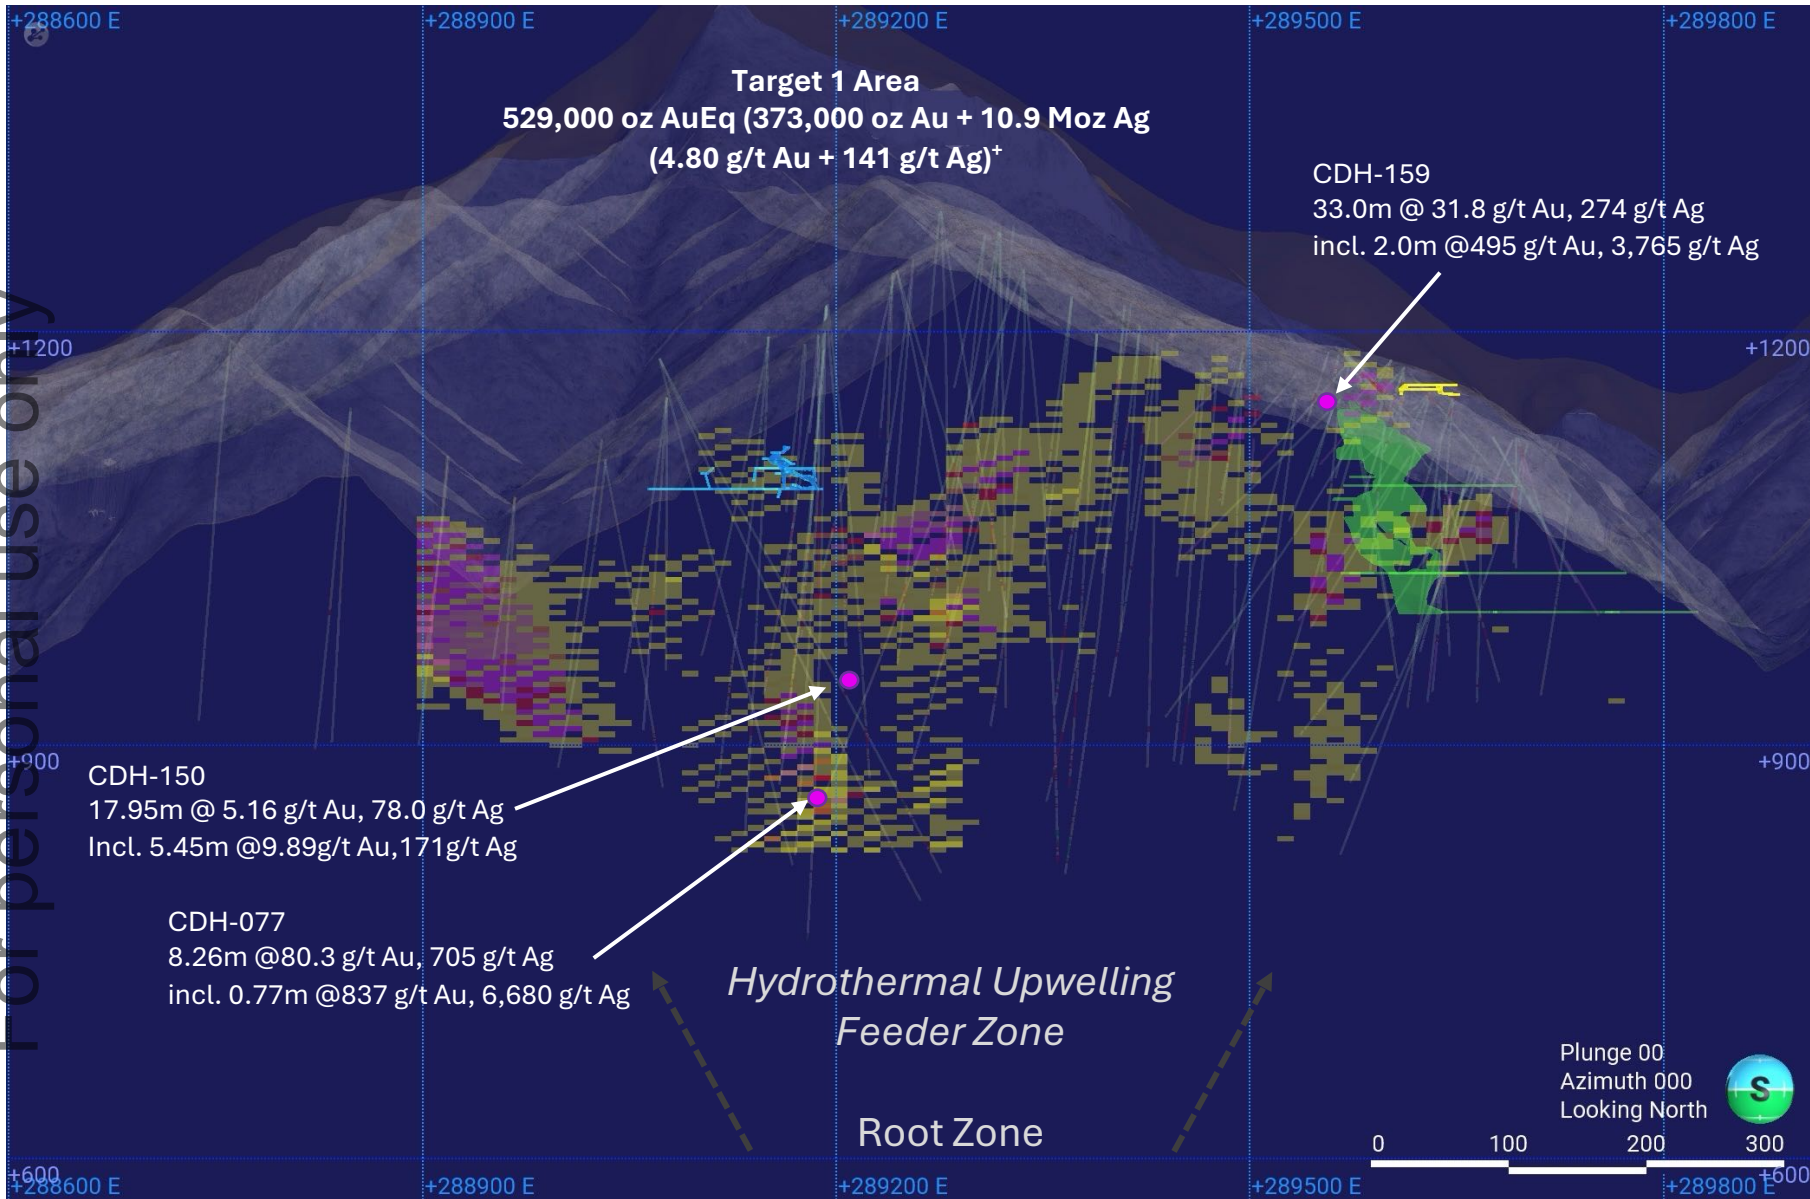 +288600 E
+288900 E
+289200 E
+289500 E
+289800 E
Target 1 Area
529,000 oz AuEq (373,000 oz Au + 10.9 Moz Ag
(4.80 g/t Au + 141 g/t Ag)+
CDH-159
33.0m @ 31.8 g/t Au, 274 g/t Ag
incl. 2.0m @495 g/t Au, 3,765 g/t Ag
For personal use only
+1200
+1200
+900
+900
CDH-150
17.95m @ 5.16 g/t Au, 78.0 g/t Ag
Incl. 5.45m @9.89g/t Au,171g/t Ag
CDH-077
8.26m @80.3 g/t Au, 705 g/t Ag
incl. 0.77m @837 g/t Au, 6,680 g/t Ag
Hydrothermal Upwelling
Feeder Zone
Root Zone
Plunge 00
Azimuth 000
Looking North
S
0 100 200 300
+600
+600
+288600 E
+288900 E
+289200 E
+289500 E
+289800 E